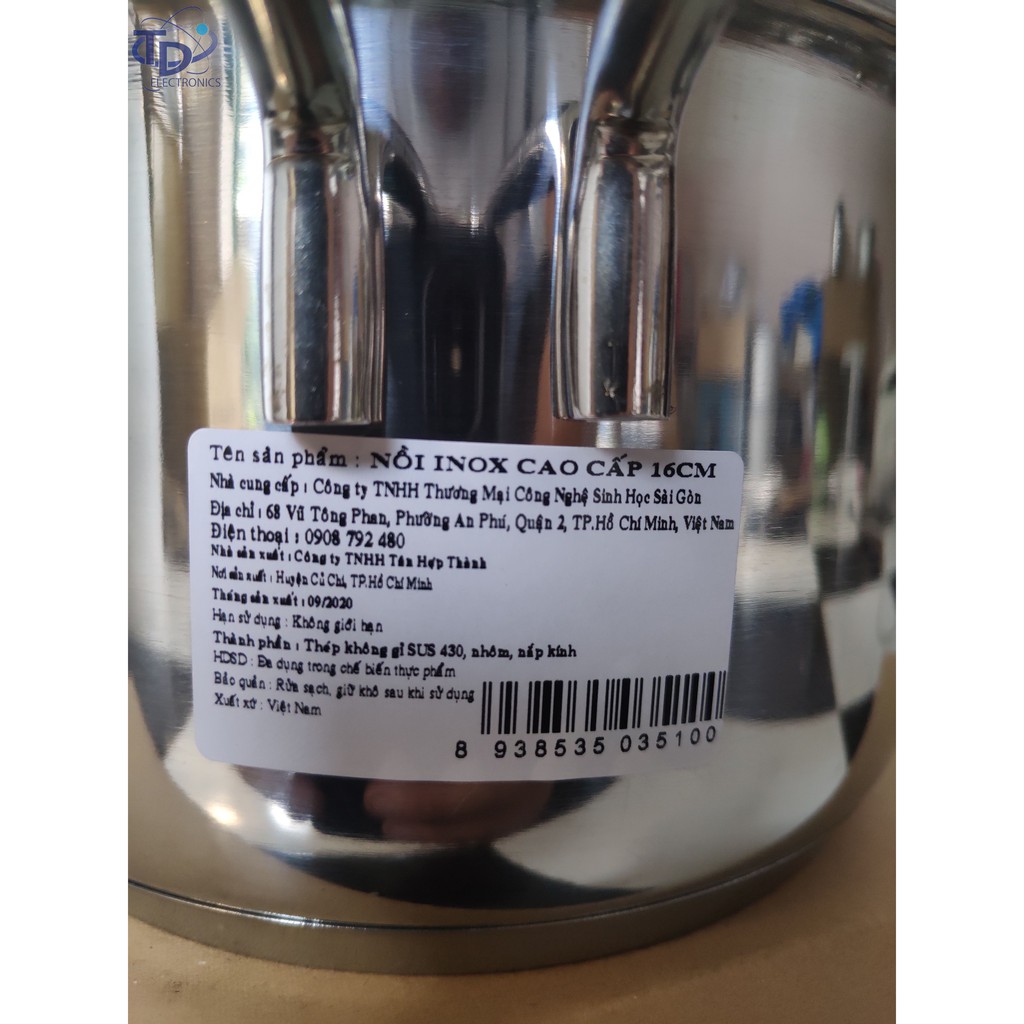 TD
ELECTRONICS
Tên sản phẩm : NỒI INOX CAO CẤP 16CM
Nhà cung cấp : Công ty TNHH Thương Mại Công Nghệ Sinh Học Sài Gòn
Địa chỉ : 68 Vũ Tông Phan, Phường An Phú, Quận 2, TP.Hồ Chí Minh, Việt Nam
Điện thoại : 0908 792 480
Nhà sản xuất : Công ty TNHH Tân Hợp Thành
Nơi sản xuất : Huyện Củ Chi, TP.Hồ Chí Minh
Tháng sản xuất : 09/2020
Hạn sử dụng : Không giới hạn
Thành phần : Thép không gỉ SUS 430, nhôm, nắp kính
HDSD : Đa dụng trong chế biến thực phẩm
Bảo quản : Rửa sạch, giữ khô sau khi sử dụng
Xuất xứ : Việt Nam
8 938535 035100